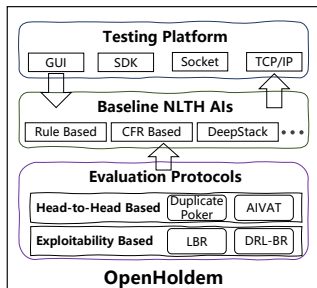 Testing Platform
GUI SDK Socket TCP/IP
Baseline NLTH AIs
Rule Based CFR Based DeepStack
Evaluation Protocols
Head-to-Head Based Duplicate Poker AIVAT
Exploitability Based LBR DRL-BR
OpenHoldem